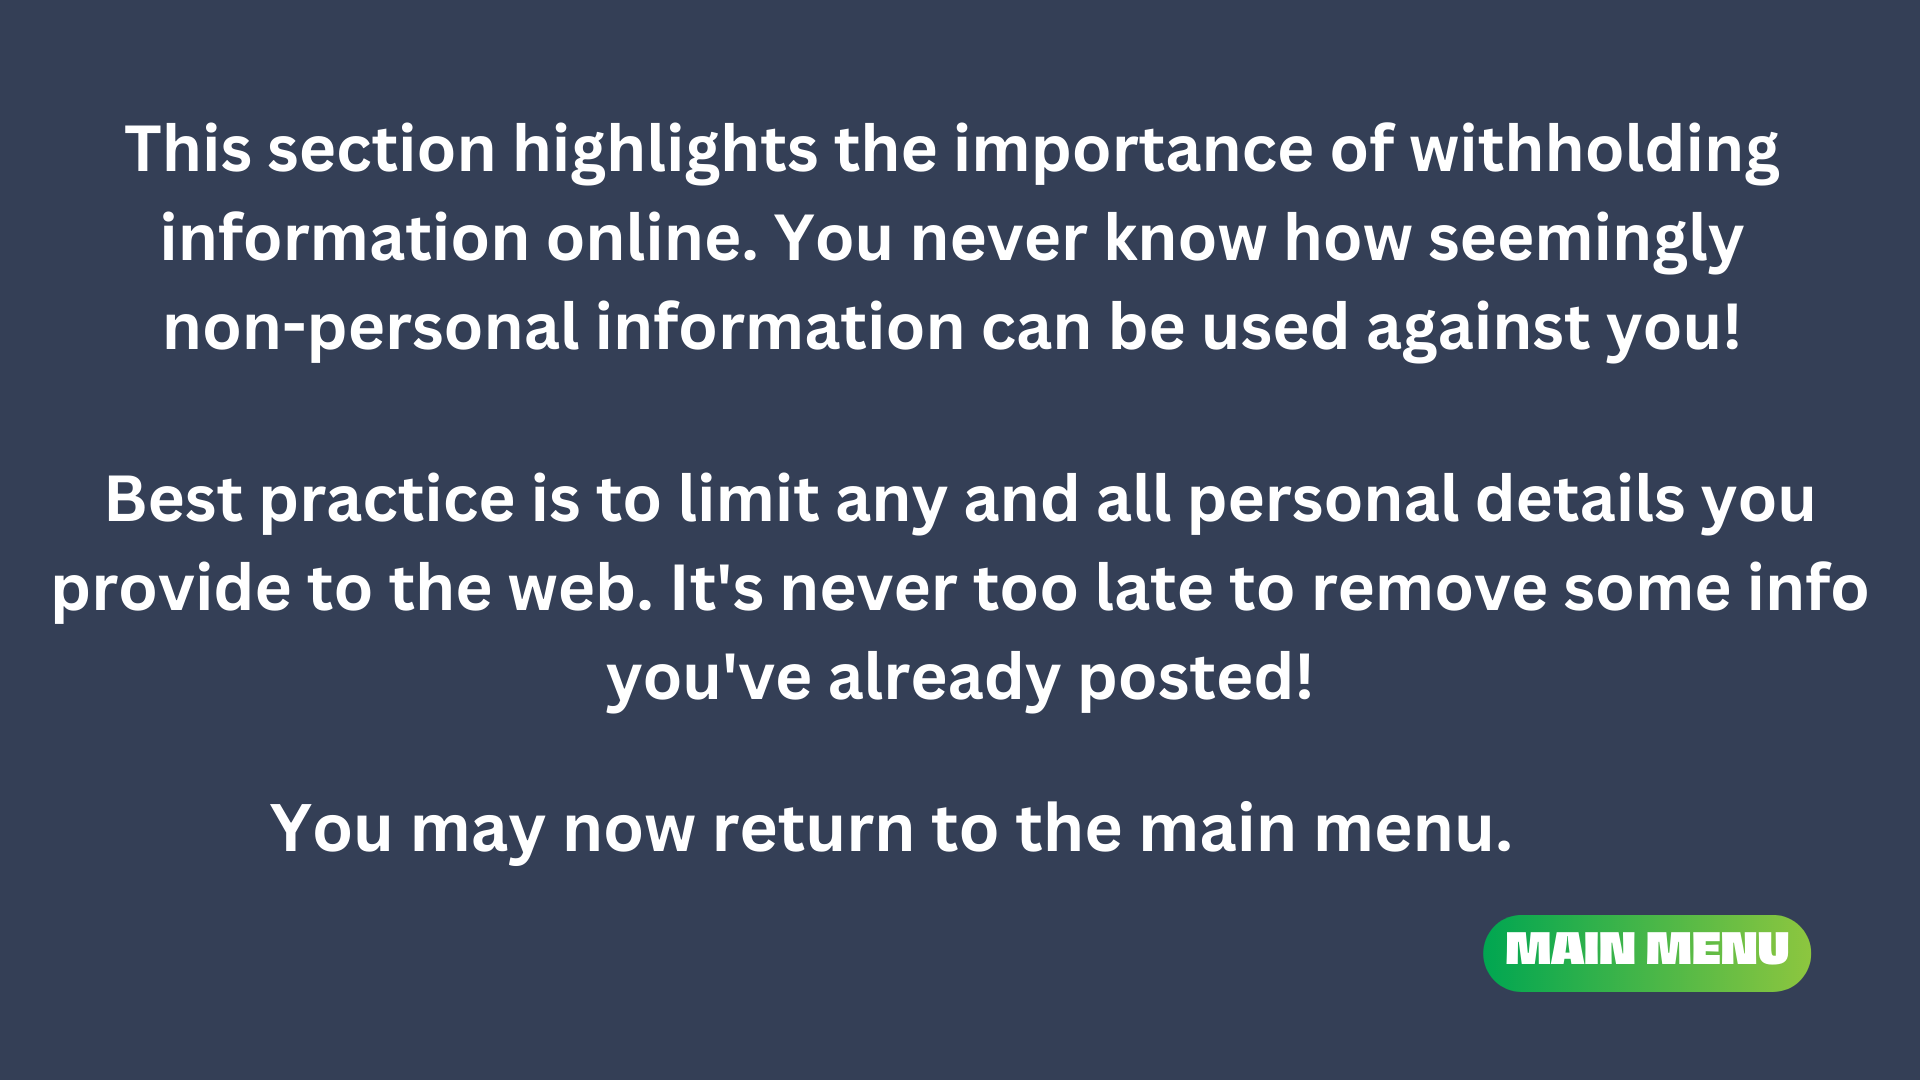 This section highlights the importance of withholding
information online. You never know how seemingly
non-personal information can be used against you!
Best practice is to limit any and all personal details you
provide to the web. It's never too late to remove some info
you've already posted!
You may now return to the main menu.
MAIN MENU